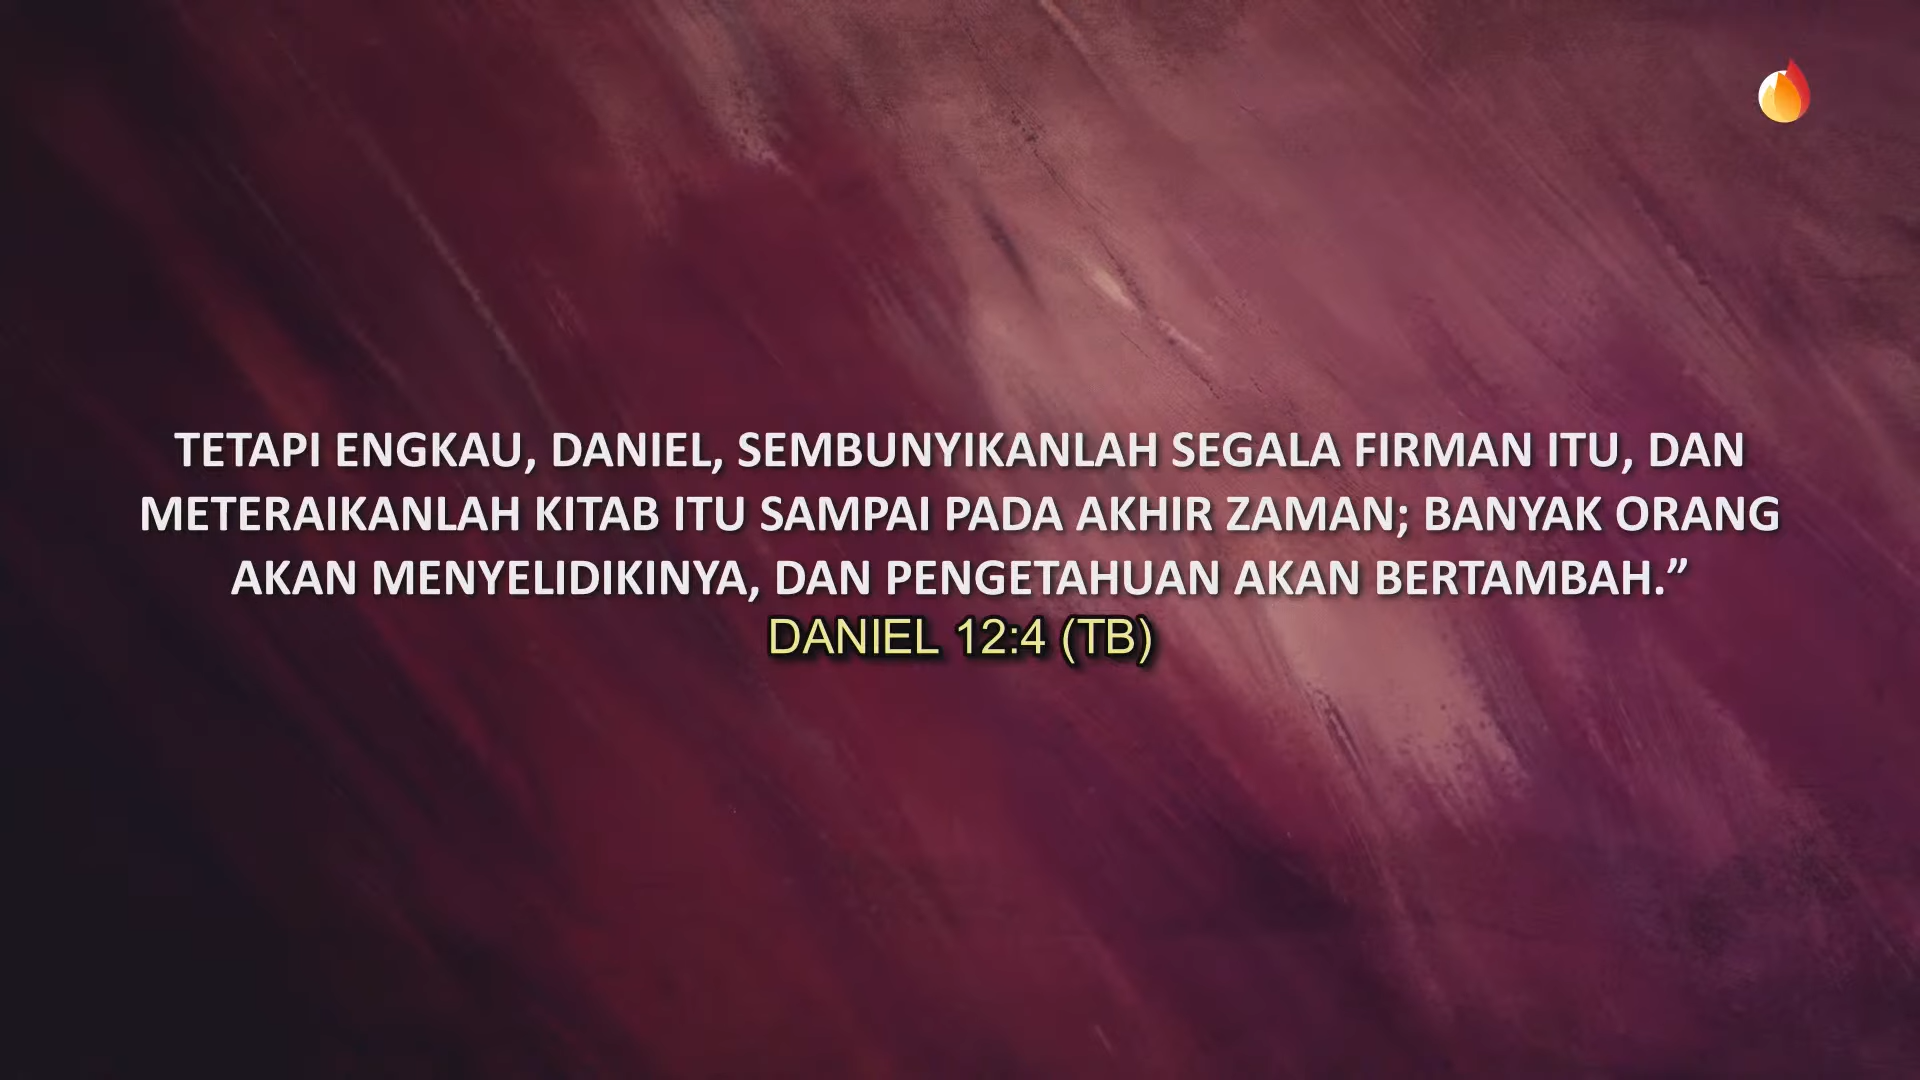 TETAPI ENGKAU, DANIEL, SEMBUNYIKANLAH SEGALA FIRMAN ITU, DAN
METERAIKANLAH KITAB ITU SAMPAI PADA AKHIR ZAMAN; BANYAK ORANG
AKAN MENYELIDIKINYA, DAN PENGETAHUAN AKAN BERTAMBAH.”
DANIEL 12:4 (TB)